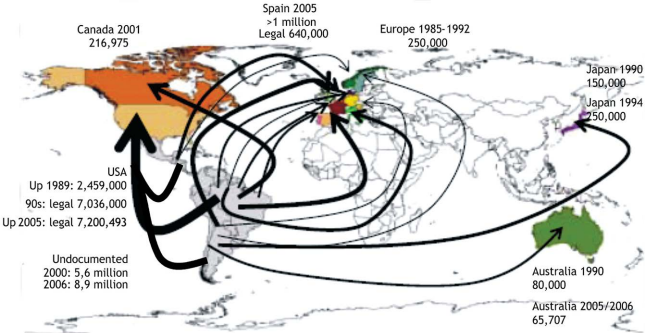 Spain 2005
>1 million
Legal 640,000
Canada 2001
216,975
Europe 1985-1992
250,000
Japan 1990
150,000
Japan 1994
250,000
USA
Up 1989: 2,459,000
90s: legal 7,036,000
Up 2005: legal 7,200,493
Undocumented
2000: 5,6 million
2006: 8,9 million
Australia 1990
80,000
Australia 2005/2006
65,707